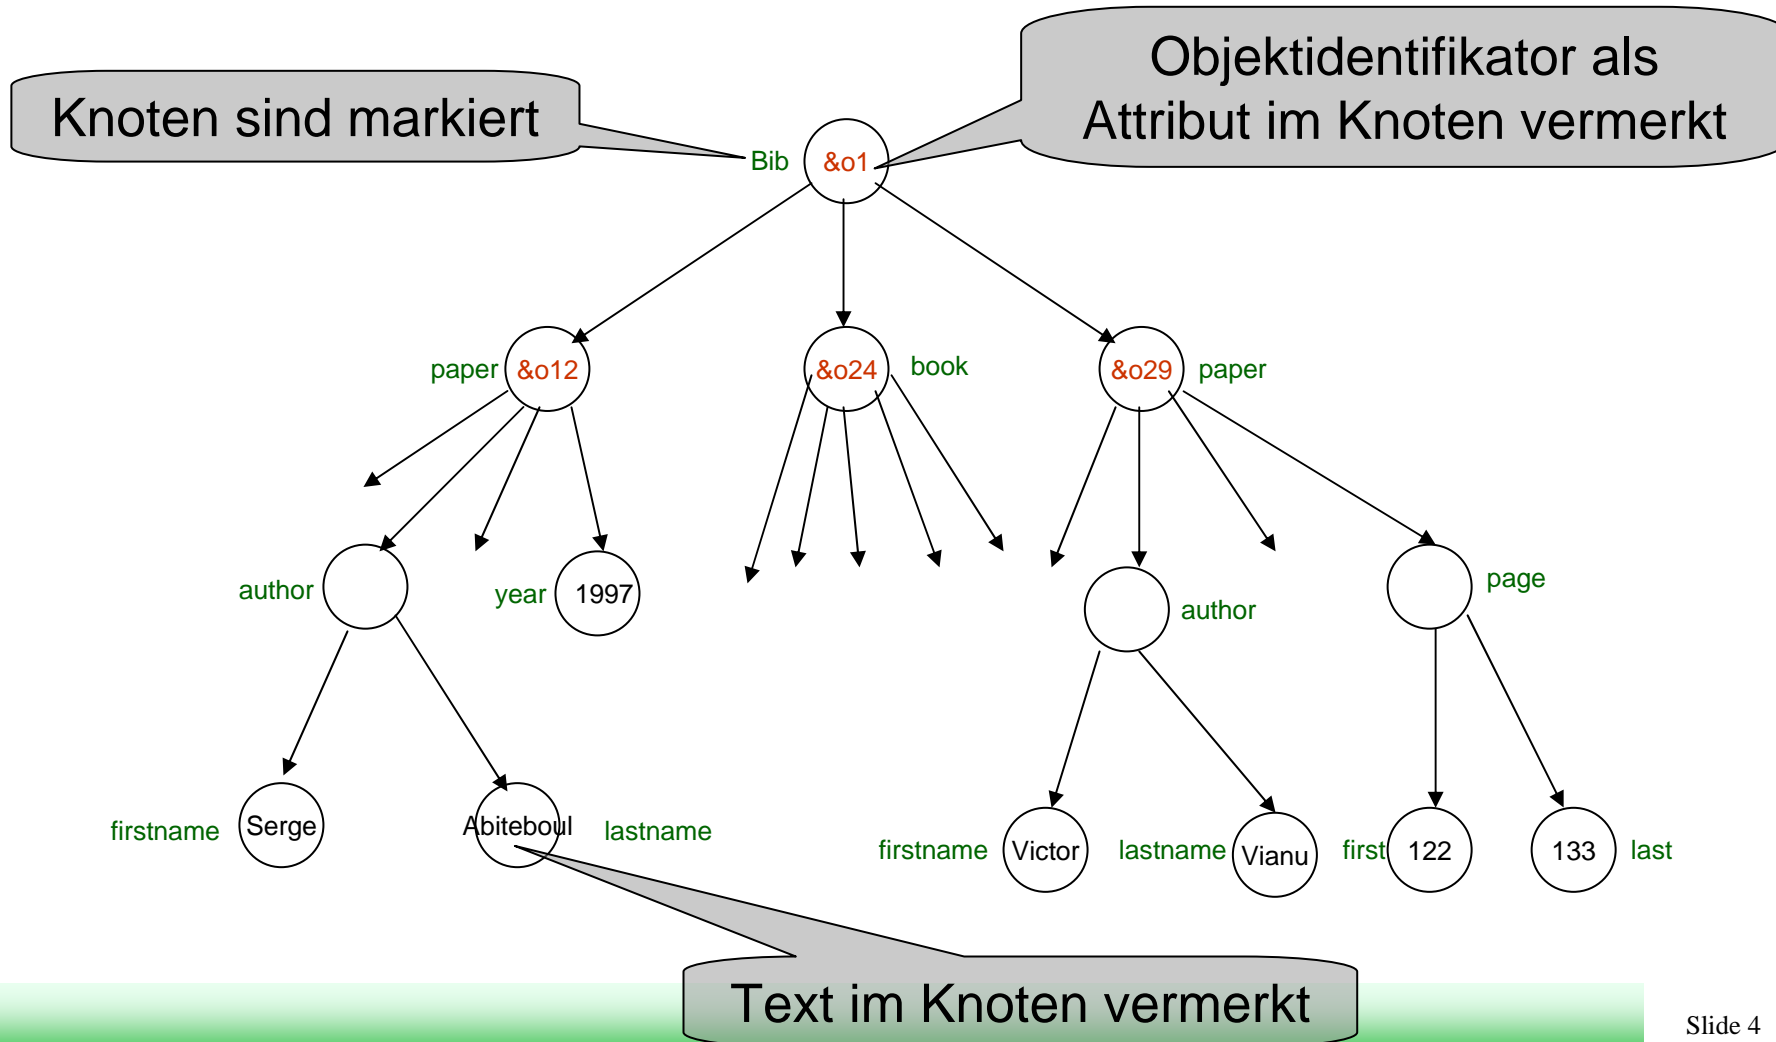 Objektidentifikator als
Attribut im Knoten vermerkt
Knoten sind markiert
Bib &o1
paper &o12 &o24 book &o29 paper
author year 1997 author page
firstname Serge Abiteboul lastname firstname Victor lastname Vianu first 122 133 last
Text im Knoten vermerkt
Slide 4